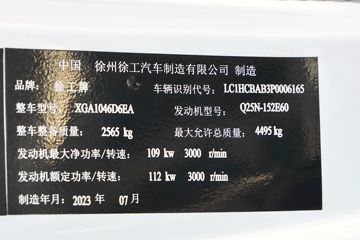 中国 徐州徐工汽车制造有限公司 制造
品牌: 徐工牌 车辆识别代号: LC1HCBAB3P0006165
整车型号: XGA1046D6EA 发动机型号: Q25N-152E60
整车整备质量: 2565 kg 最大允许总质量: 4495 kg
发动机最大净功率/转速: 109 kw 3000 r/min
发动机额定功率/转速: 112 kw 3000 r/min
制造年月: 2023 年 07 月